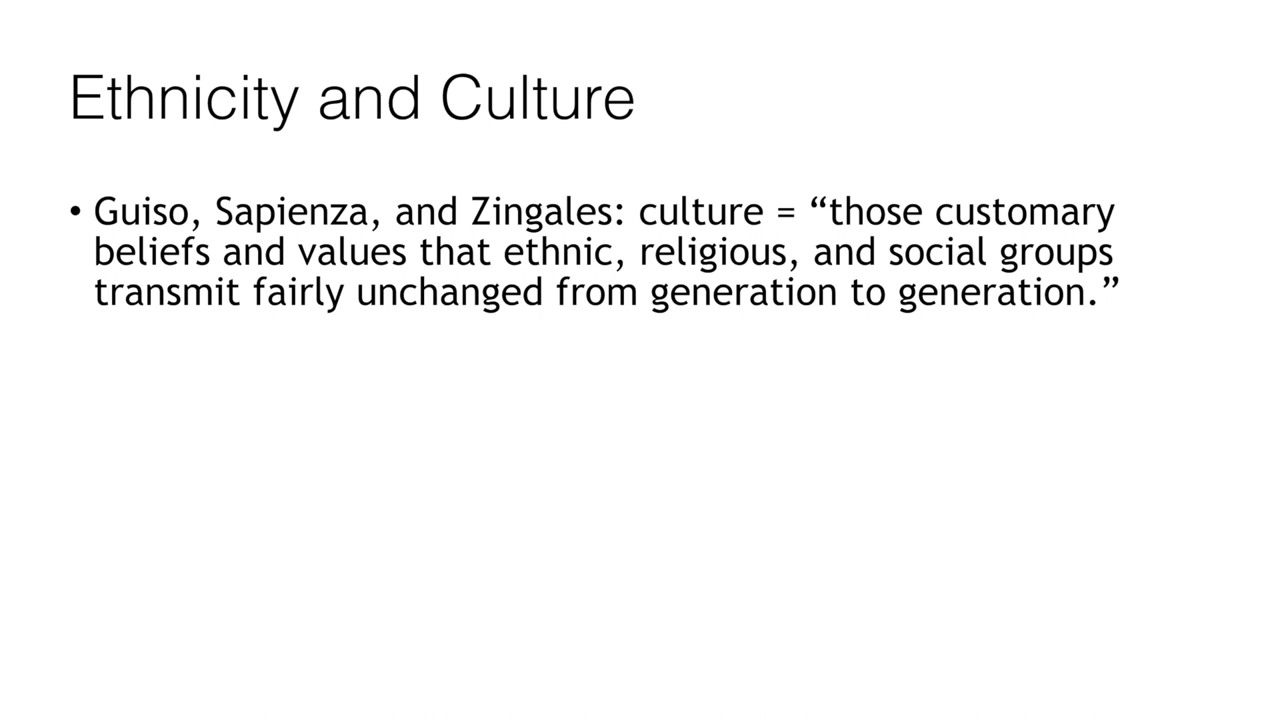 Ethnicity and Culture
• Guiso, Sapienza, and Zingales: culture = “those customary
beliefs and values that ethnic, religious, and social groups
transmit fairly unchanged from generation to generation.”